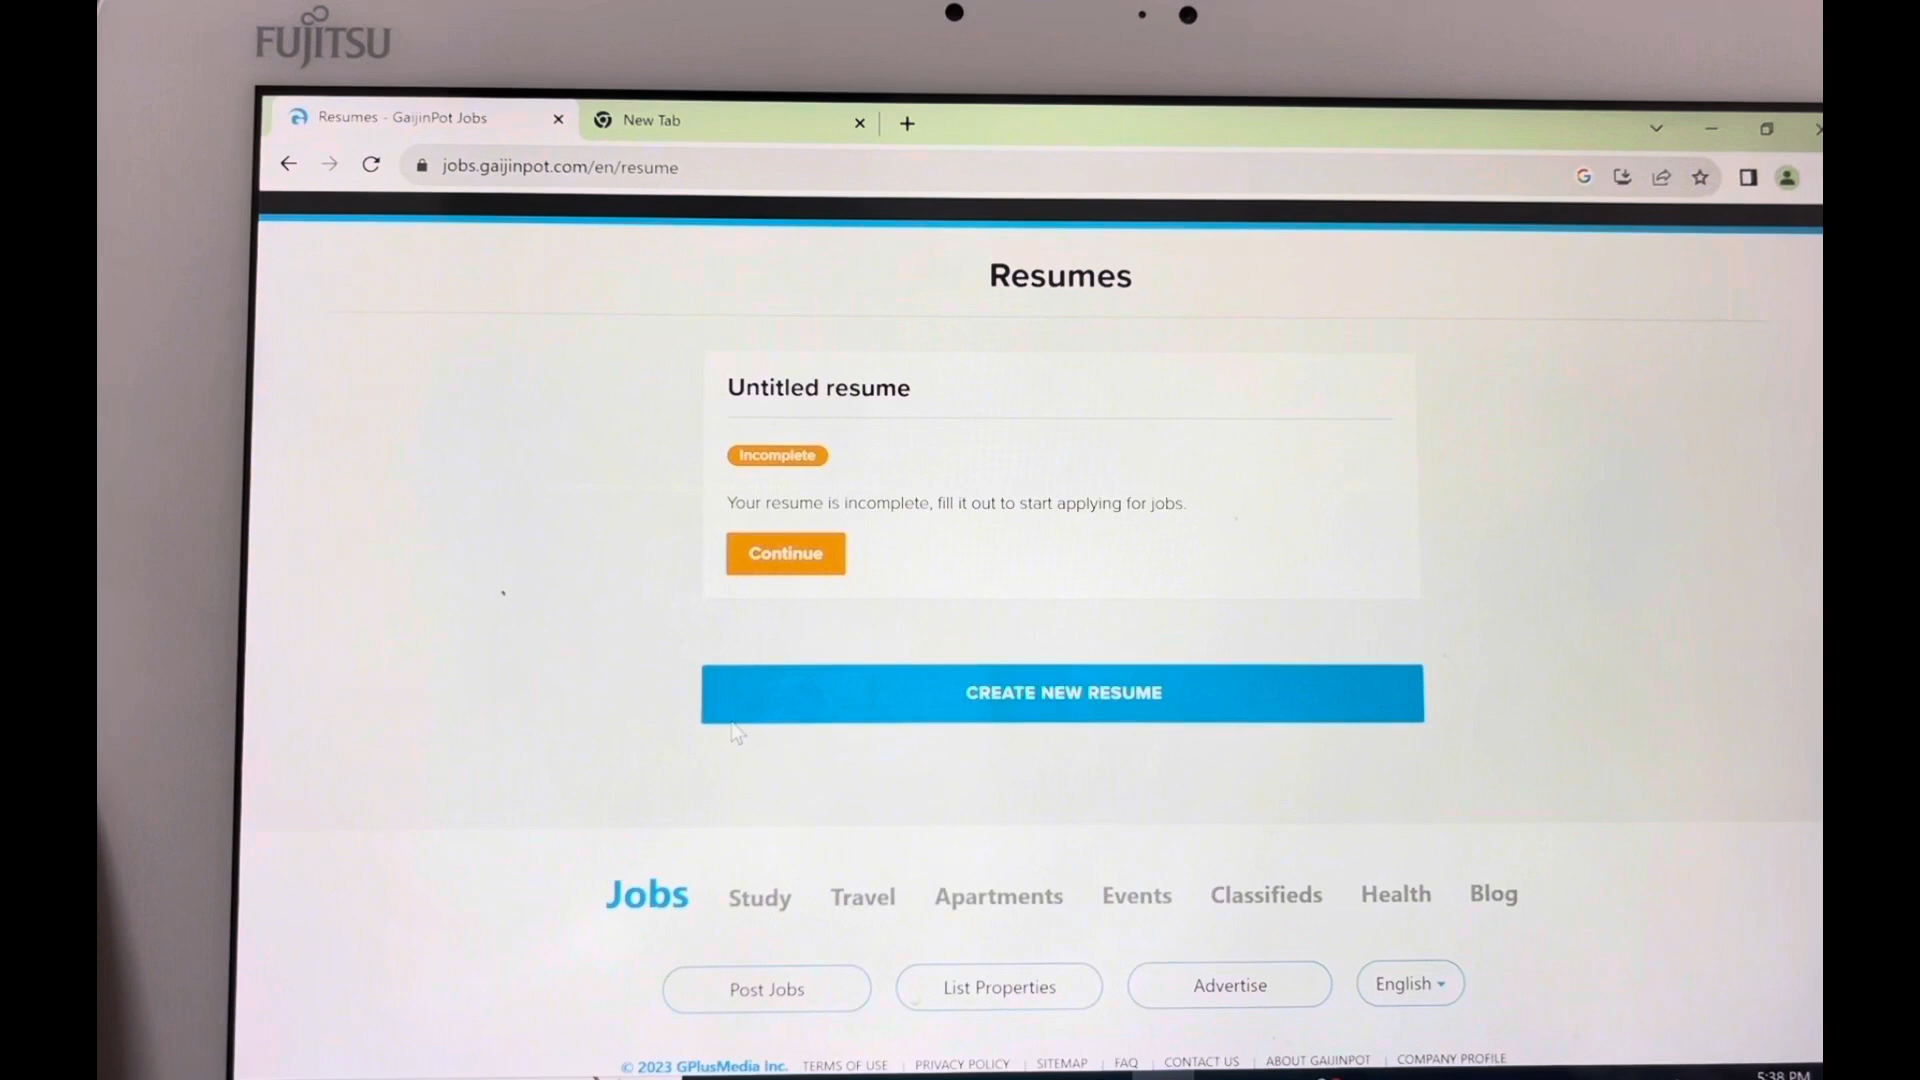 FUJITSU
Resumes - GaijinPot Jobs
New Tab
jobs.gaijinpot.com/en/resume
Resumes
Untitled resume
Incomplete
Your resume is incomplete, fill it out to start applying for jobs.
Continue
CREATE NEW RESUME
Jobs Study Travel Apartments Events Classifieds Health Blog
Post Jobs List Properties Advertise English
© 2023 GPlusMedia Inc. TERMS OF USE | PRIVACY POLICY | SITEMAP | FAQ | CONTACT US | ABOUT GAIJINPOT | COMPANY PROFILE
5:38 PM